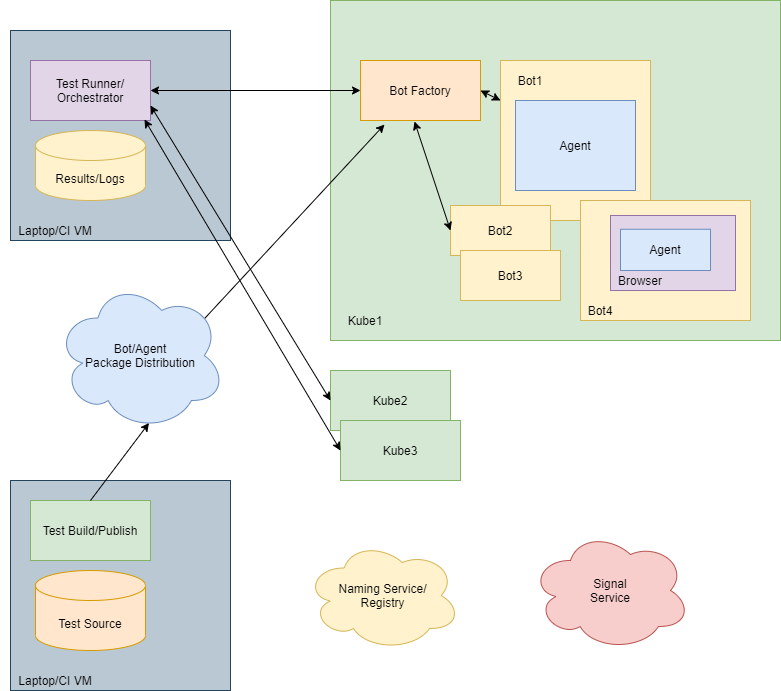 Test Runner/
Orchestrator
Results/Logs
Laptop/CI VM
Bot Factory
Bot1
Agent
Bot2
Bot3
Agent
Browser
Bot4
Kube1
Bot/Agent
Package Distribution
Kube2
Kube3
Test Build/Publish
Test Source
Laptop/CI VM
Naming Service/
Registry
Signal
Service